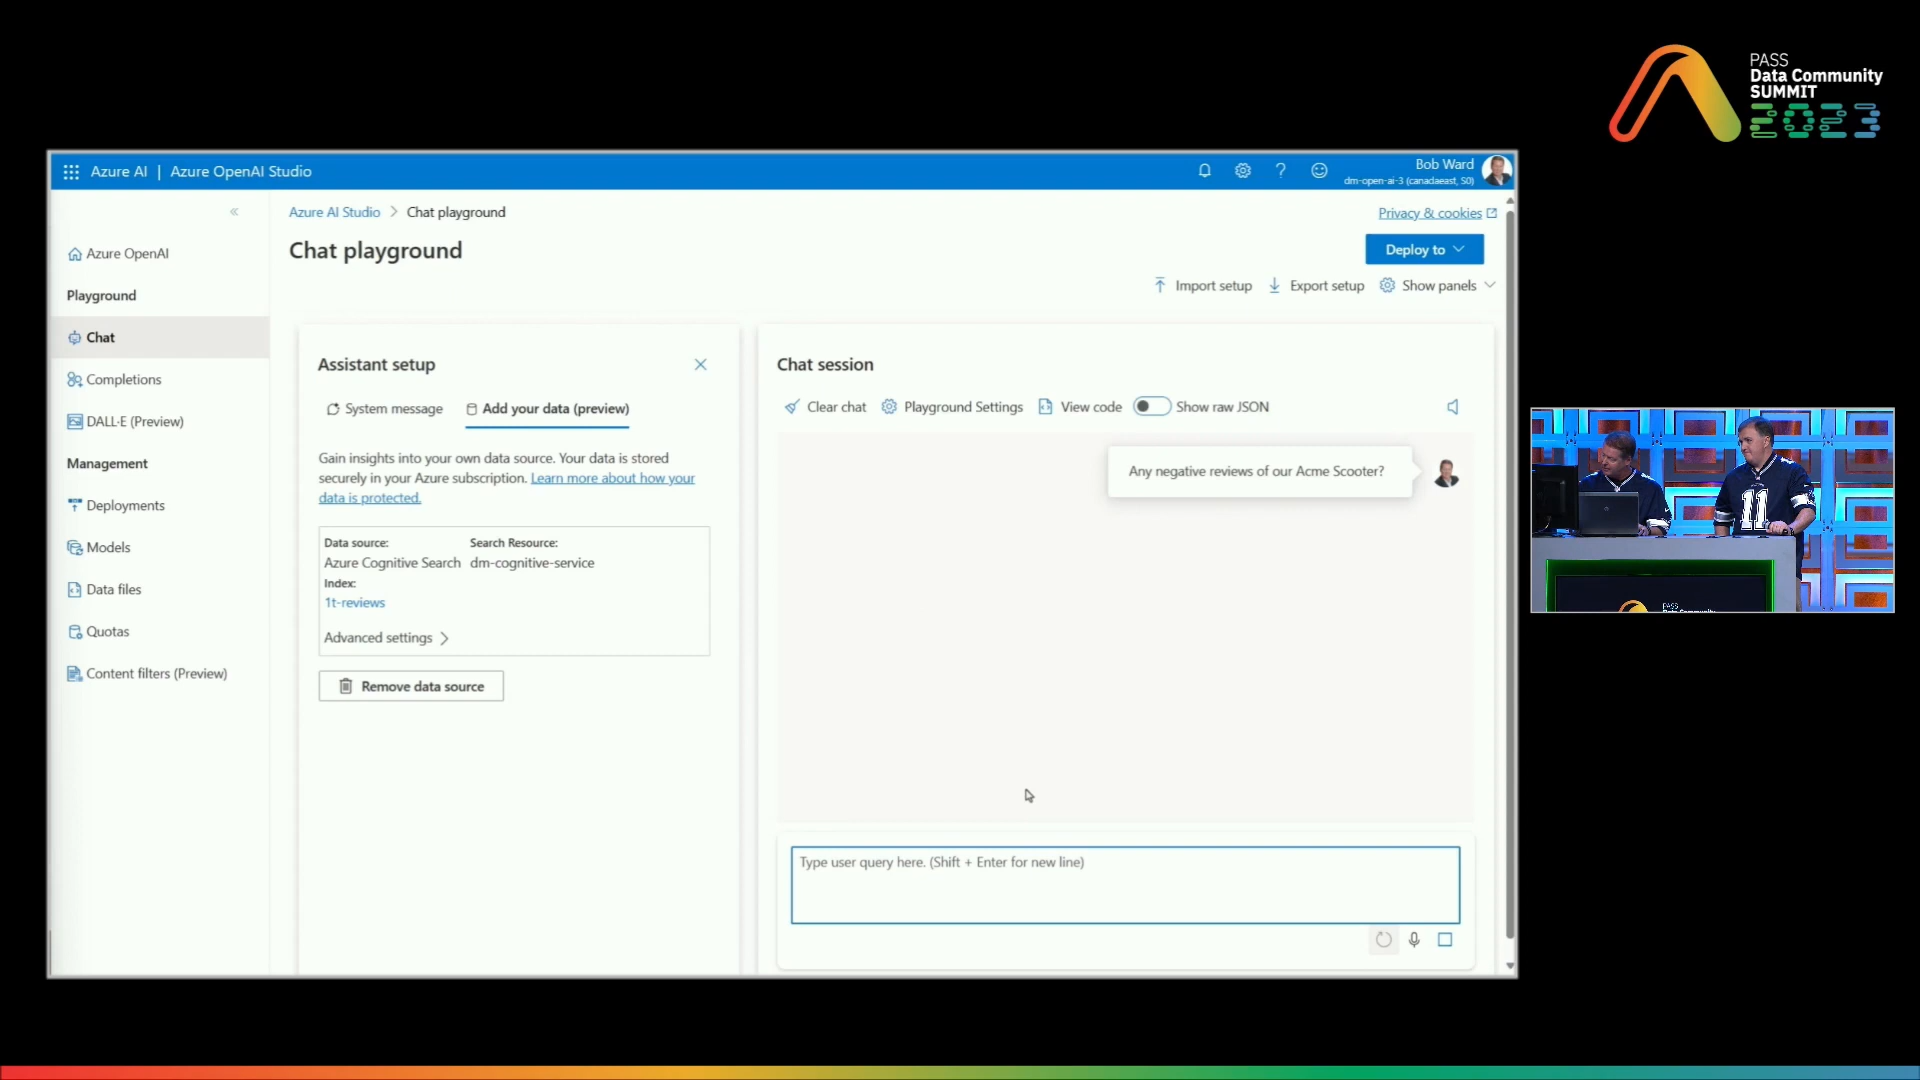 PASS
Data Community
SUMMIT
2023
Azure AI | Azure OpenAI Studio
Bob Ward
dm-open-ai-3 (canadaeast, S0)
Azure AI Studio > Chat playground
Privacy & cookies
Chat playground
Deploy to
Import setup
Export setup
Show panels
Azure OpenAI
Playground
Chat
Completions
DALL·E (Preview)
Management
Deployments
Models
Data files
Quotas
Content filters (Preview)
Assistant setup
System message
Add your data (preview)
Gain insights into your own data source. Your data is stored
securely in your Azure subscription. Learn more about how your
data is protected.
Data source:
Azure Cognitive Search
Search Resource:
dm-cognitive-service
Index:
1t-reviews
Advanced settings
Remove data source
Chat session
Clear chat
Playground Settings
View code
Show raw JSON
Any negative reviews of our Acme Scooter?
Type user query here. (Shift + Enter for new line)
11
PASS